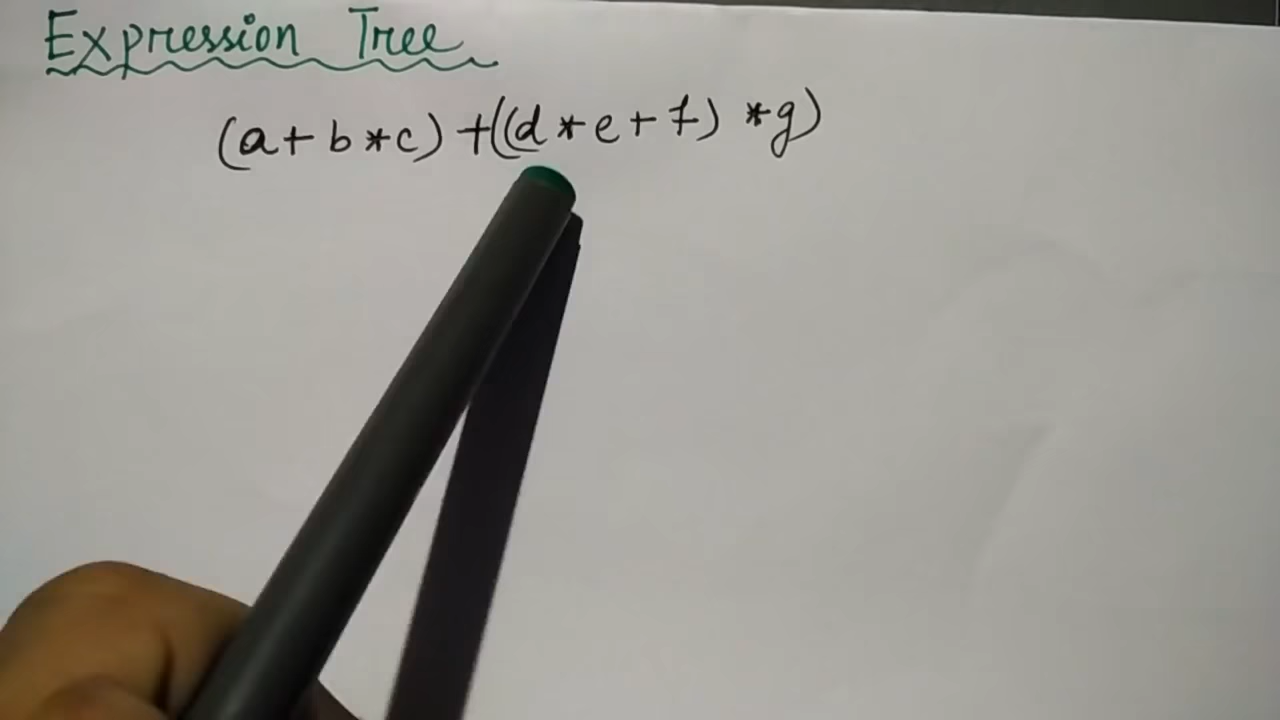 Expression Tree
(a + b * c) + ((d * e + f) * g)